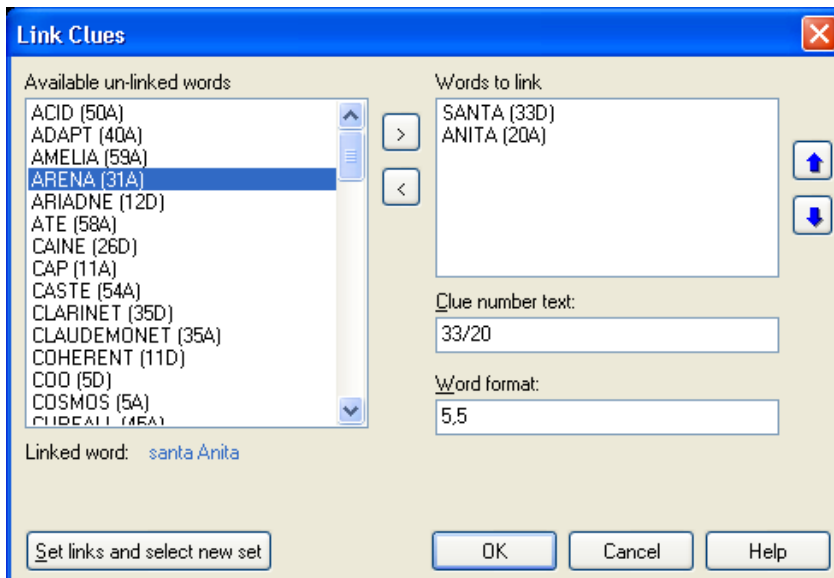 Link Clues
Available un-linked words
ACID (50A)
ADAPT (40A)
AMELIA (59A)
ARENA (31A)
ARIADNE (12D)
ATE (58A)
CAINE (26D)
CAP (11A)
CASTE (54A)
CLARINET (35D)
CLAUDEMONET (35A)
COHERENT (11D)
COO (5D)
COSMOS (5A)
Linked word: santa Anita
>
<
Words to link
SANTA (33D)
ANITA (20A)
Clue number text:
33/20
Word format:
5,5
Set links and select new set
OK
Cancel
Help